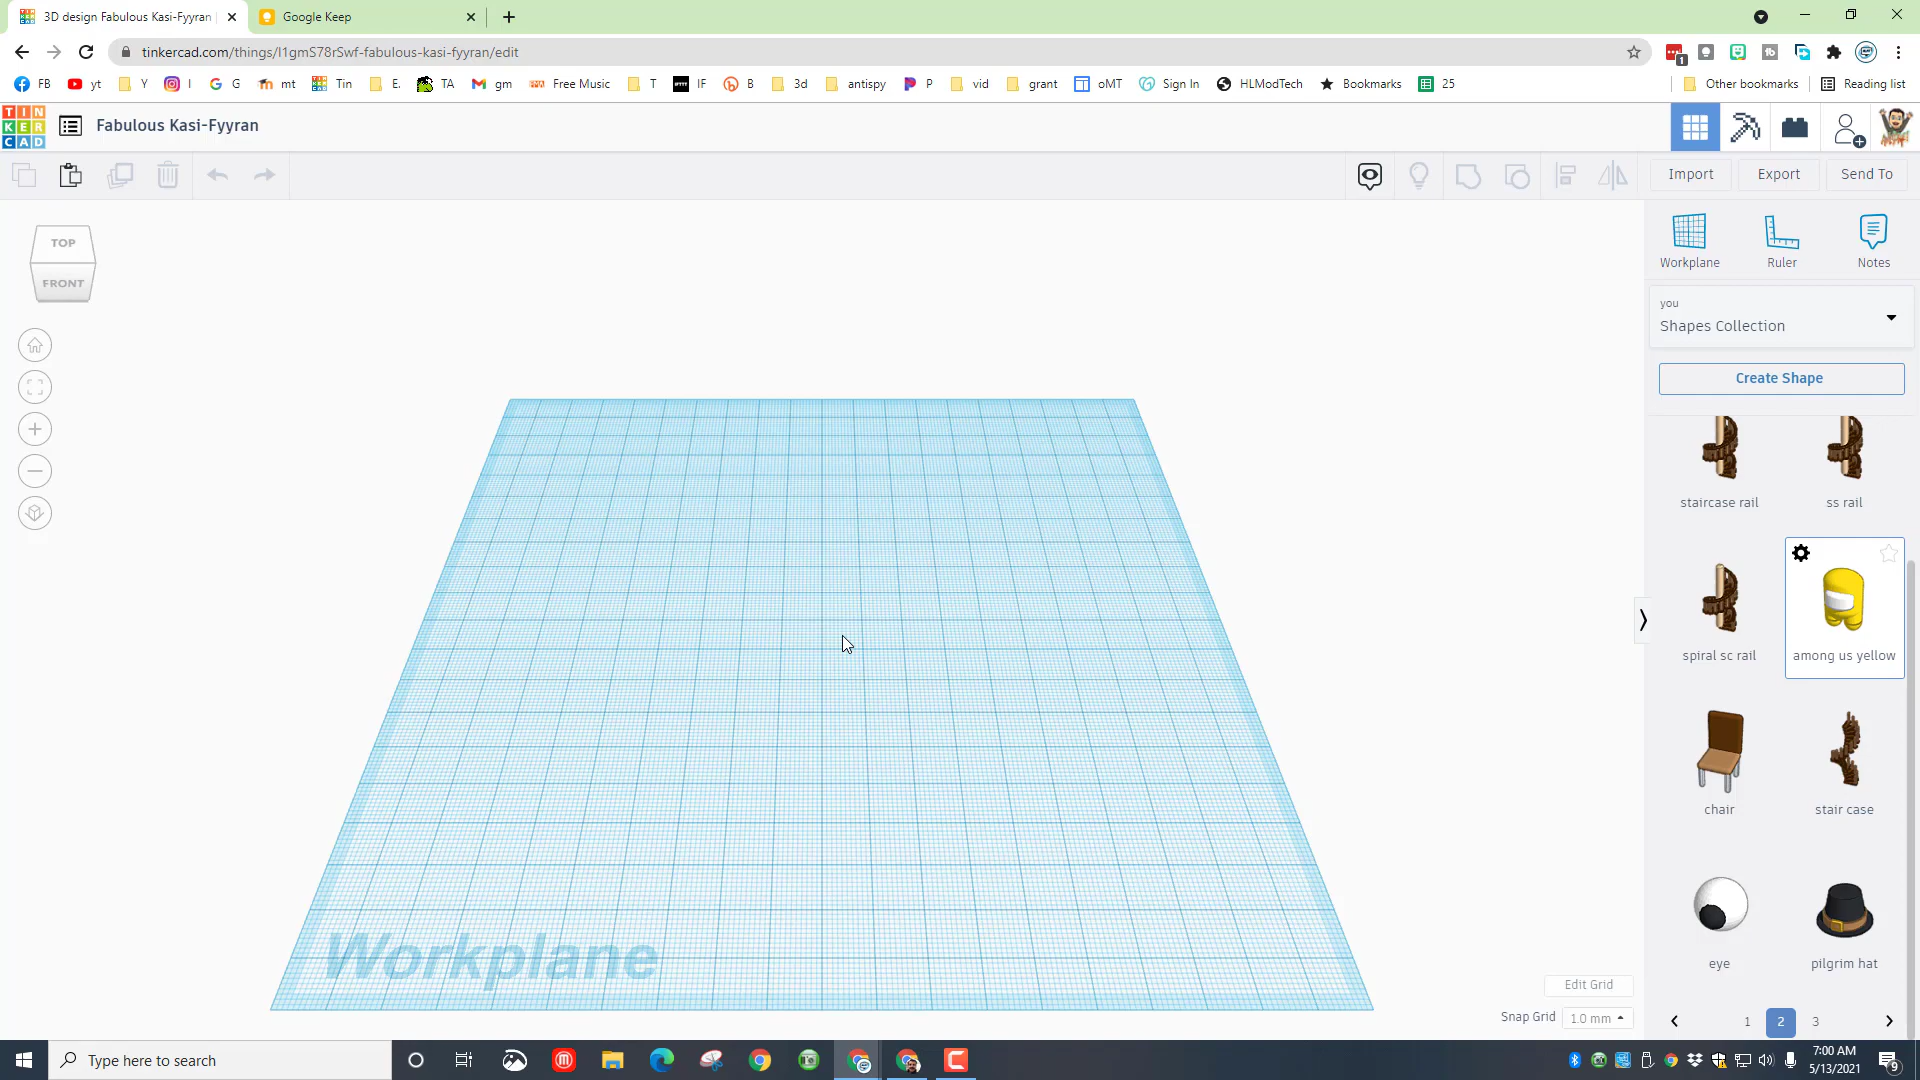 3D design Fabulous Kasi-Fyyran
Google Keep
tinkercad.com/things/l1gmS78rSwf-fabulous-kasi-fyyran/edit
1
FB
yt
Y
I
G
mt
Tin
E.
TA
gm
Free Music
T
IF
B
3d
antispy
P
vid
grant
oMT
Sign In
HLModTech
Bookmarks
25
Other bookmarks
Reading list
TIN
KER
CAD
Fabulous Kasi-Fyyran
Import
Export
Send To
TOP
FRONT
Workplane
Ruler
Notes
you
Shapes Collection
Create Shape
staircase rail
ss rail
spiral sc rail
among us yellow
chair
stair case
eye
pilgrim hat
Workplane
Edit Grid
Snap Grid
1.0 mm
1
2
3
Type here to search
7:00 AM
5/13/2021
9